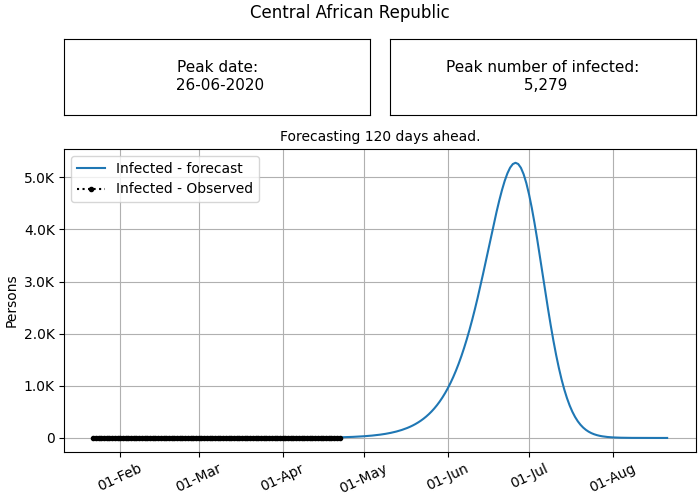 Central African Republic
Peak date:
26-06-2020
Peak number of infected:
5,279
Forecasting 120 days ahead.
Infected - forecast
Infected - Observed
5.0K
4.0K
3.0K
2.0K
1.0K
0
Persons
01-Feb
01-Mar
01-Apr
01-May
01-Jun
01-Jul
01-Aug